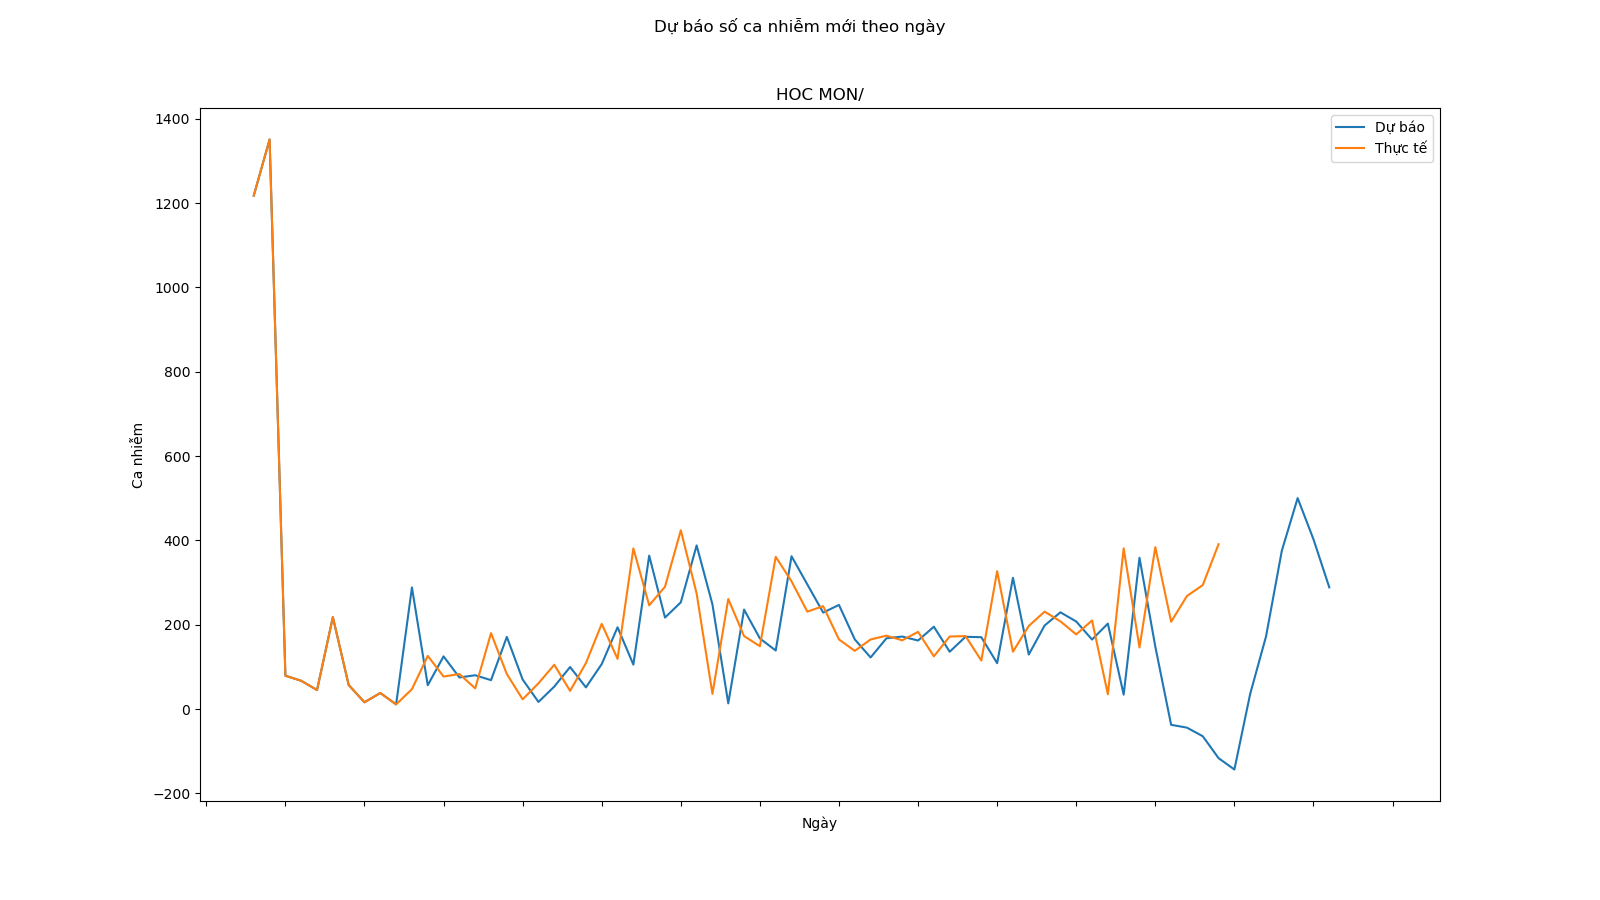 Dự báo số ca nhiễm mới theo ngày
HOC MON/
Dự báo
Thực tế
1400
1200
1000
800
600
400
200
0
−200
Ca nhiễm
Ngày